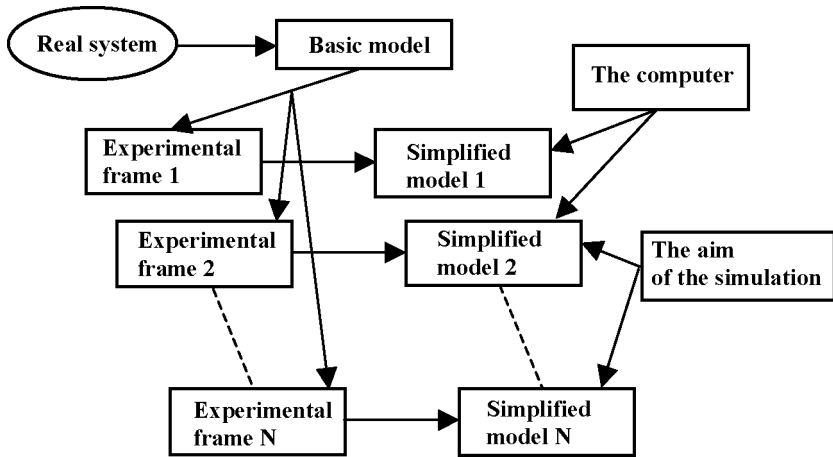 Real system
Basic model
The computer
Experimental
frame 1
Simplified
model 1
Experimental
frame 2
Simplified
model 2
The aim
of the simulation
Experimental
frame N
Simplified
model N